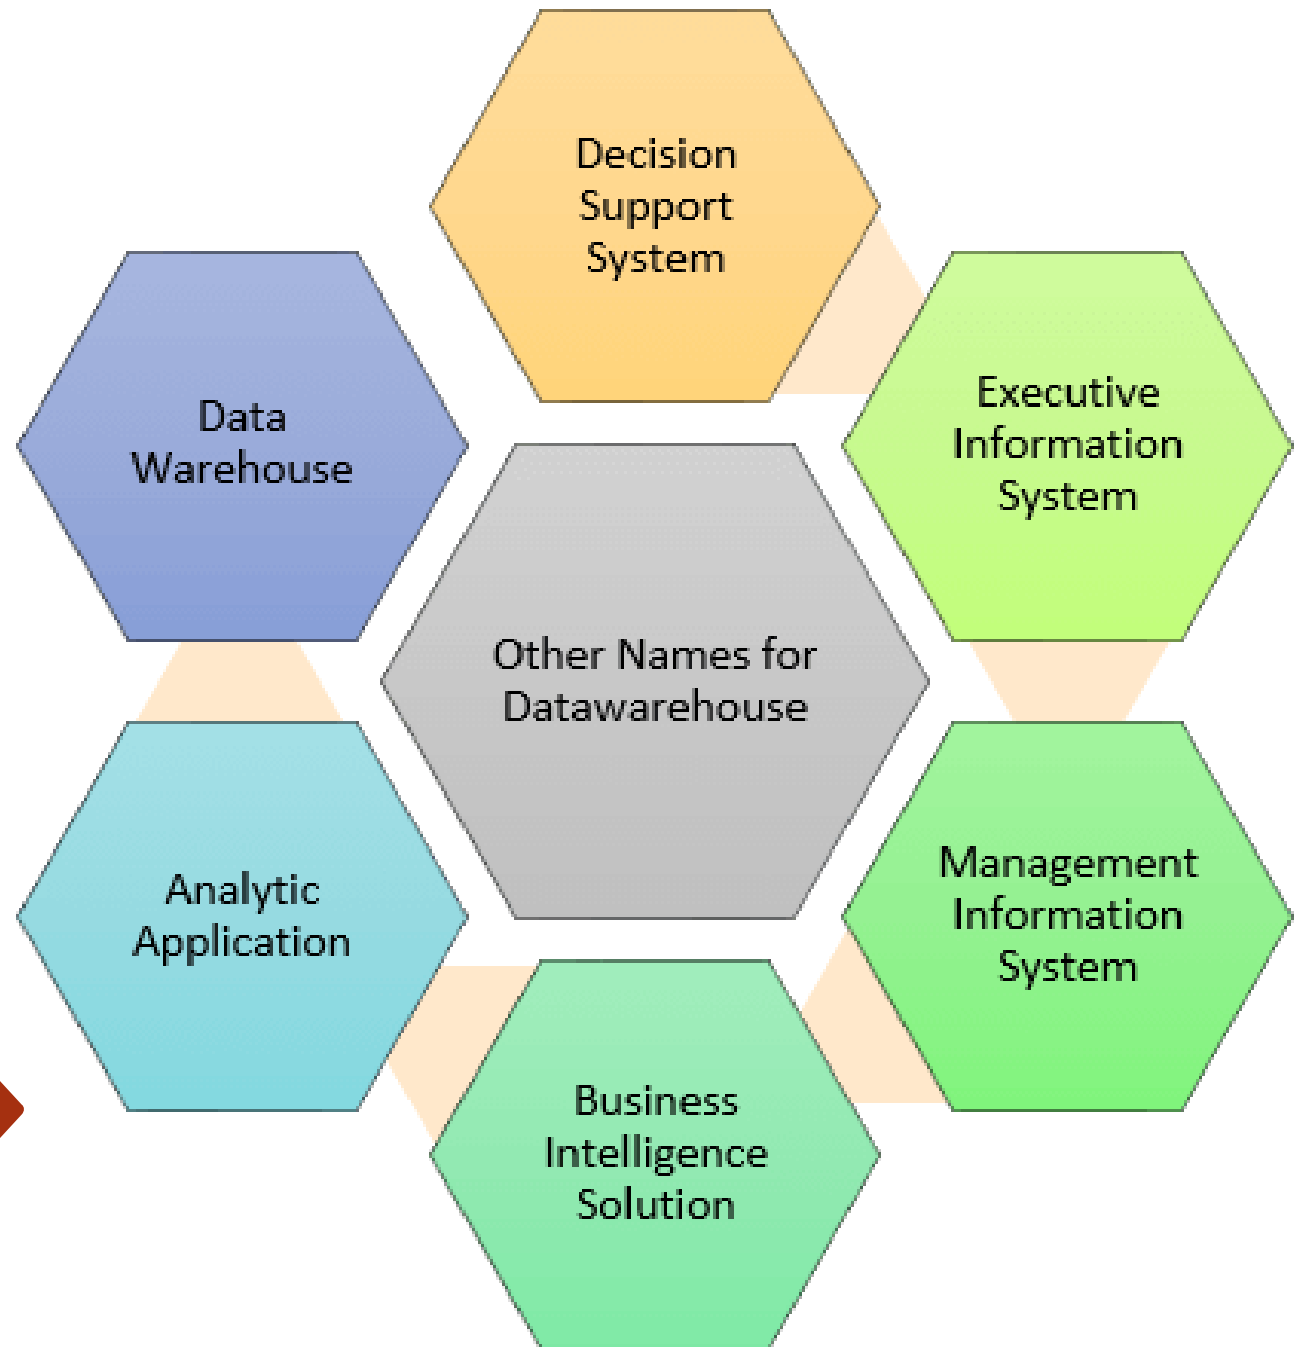 Decision
Support
System
Executive
Information
System
Data
Warehouse
Other Names for
Datawarehouse
Management
Information
System
Analytic
Application
Business
Intelligence
Solution